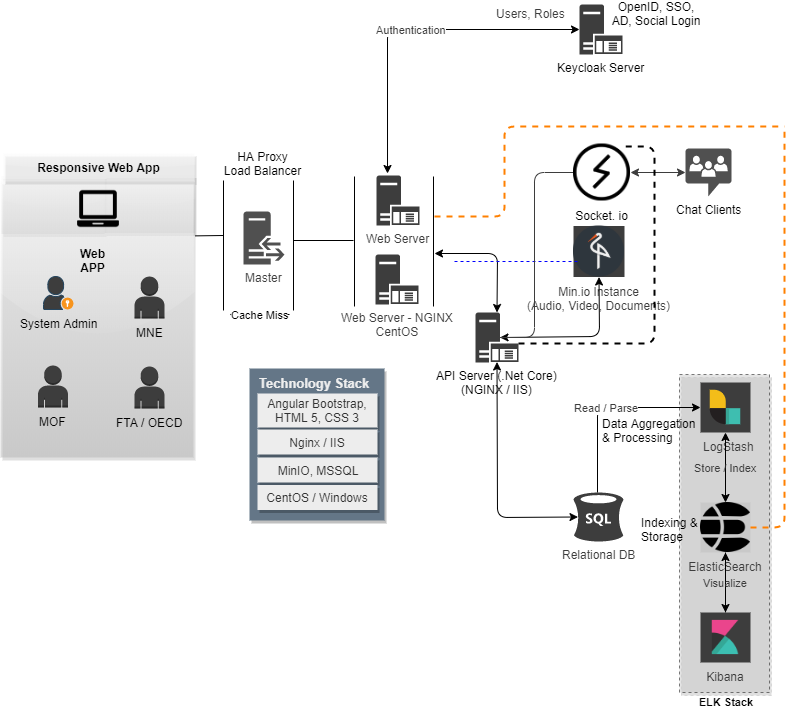 Users, Roles
OpenID, SSO,
AD, Social Login
Authentication
Keycloak Server
Responsive Web App
Web
APP
System Admin
MNE
MOF
FTA / OECD
HA Proxy
Load Balancer
Master
Cache Miss
Web Server
Web Server - NGINX
CentOS
Socket. io
Chat Clients
Min.io Instance
(Audio, Video, Documents)
API Server (.Net Core)
(NGINX / IIS)
Technology Stack
Angular Bootstrap,
HTML 5, CSS 3
Nginx / IIS
MinIO, MSSQL
CentOS / Windows
Read / Parse
Data Aggregation
& Processing
LogStash
Store / Index
SQL
Relational DB
Indexing &
Storage
ElasticSearch
Visualize
Kibana
ELK Stack